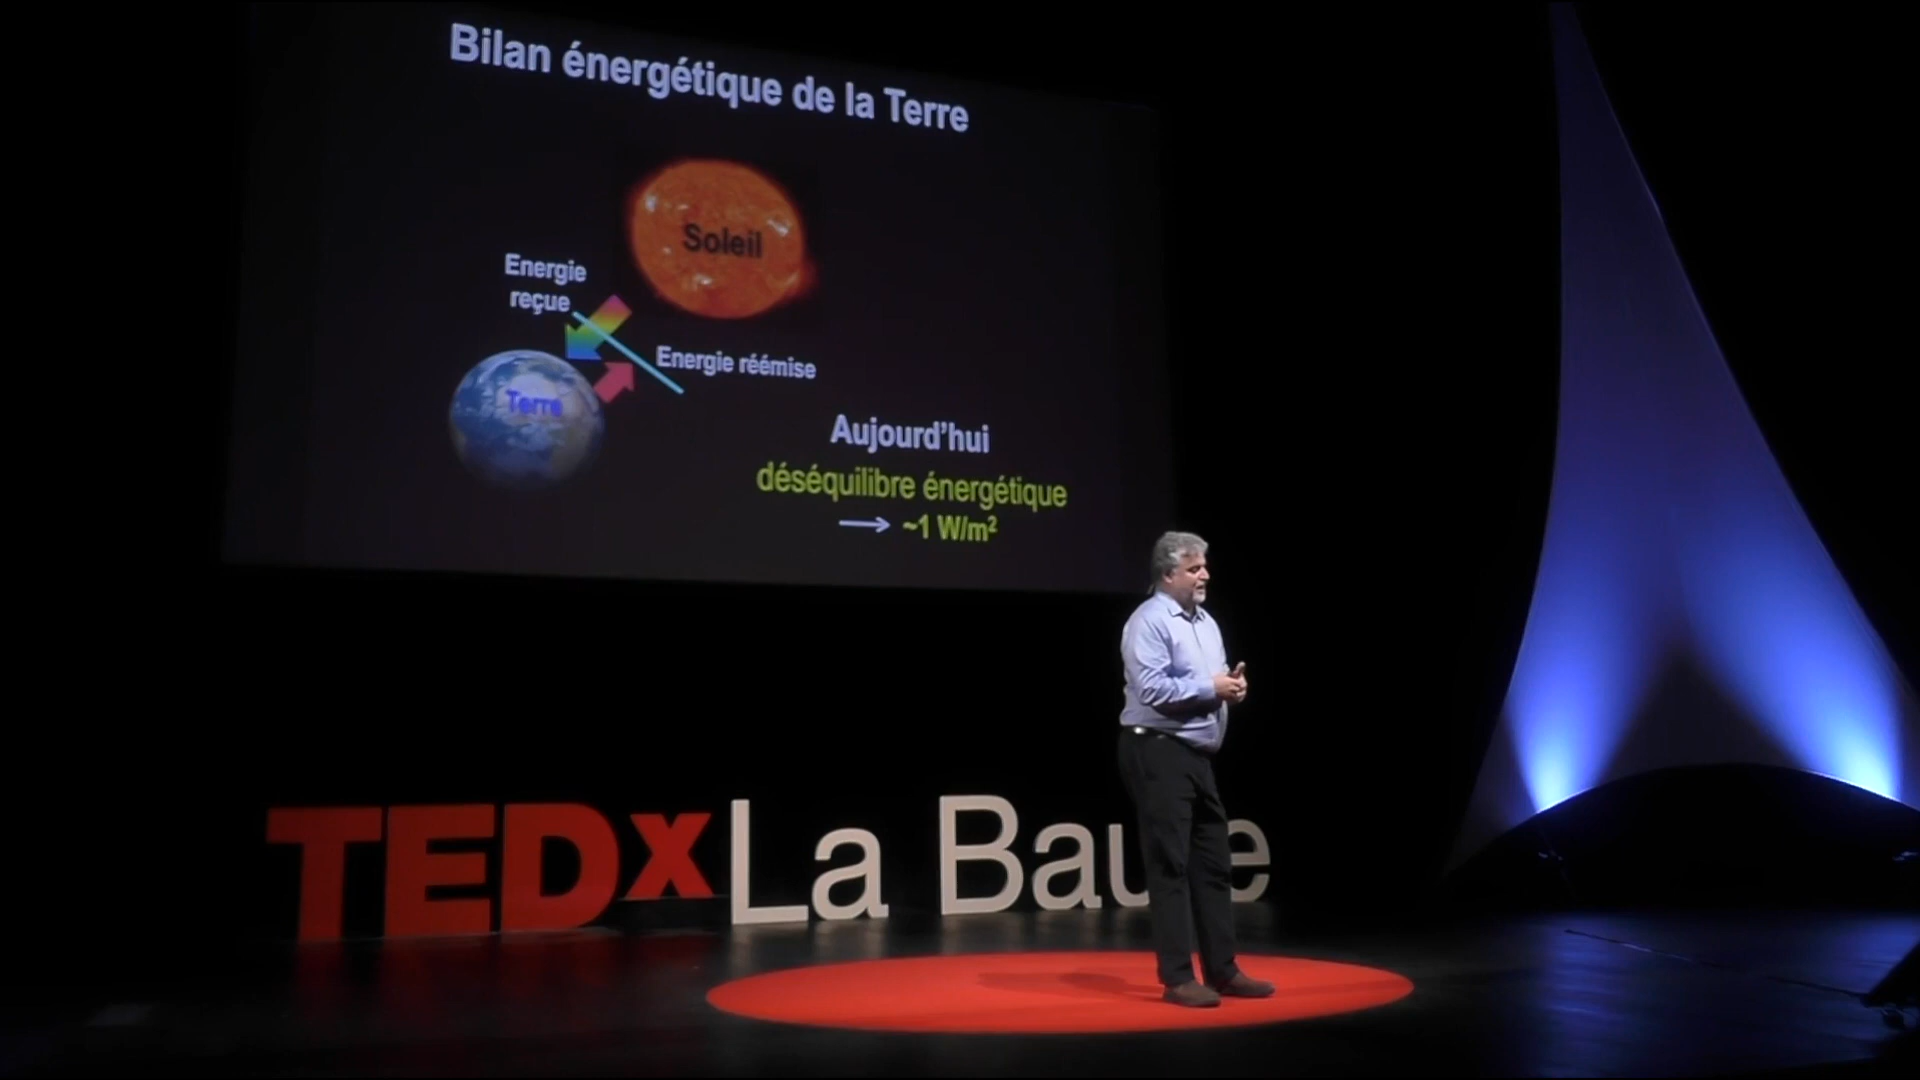 Bilan énergétique de la Terre
Soleil
Energie
reçue
Energie réémise
Terre
Aujourd'hui
déséquilibre énergétique
→ ~1 W/m²
TEDx La Baule